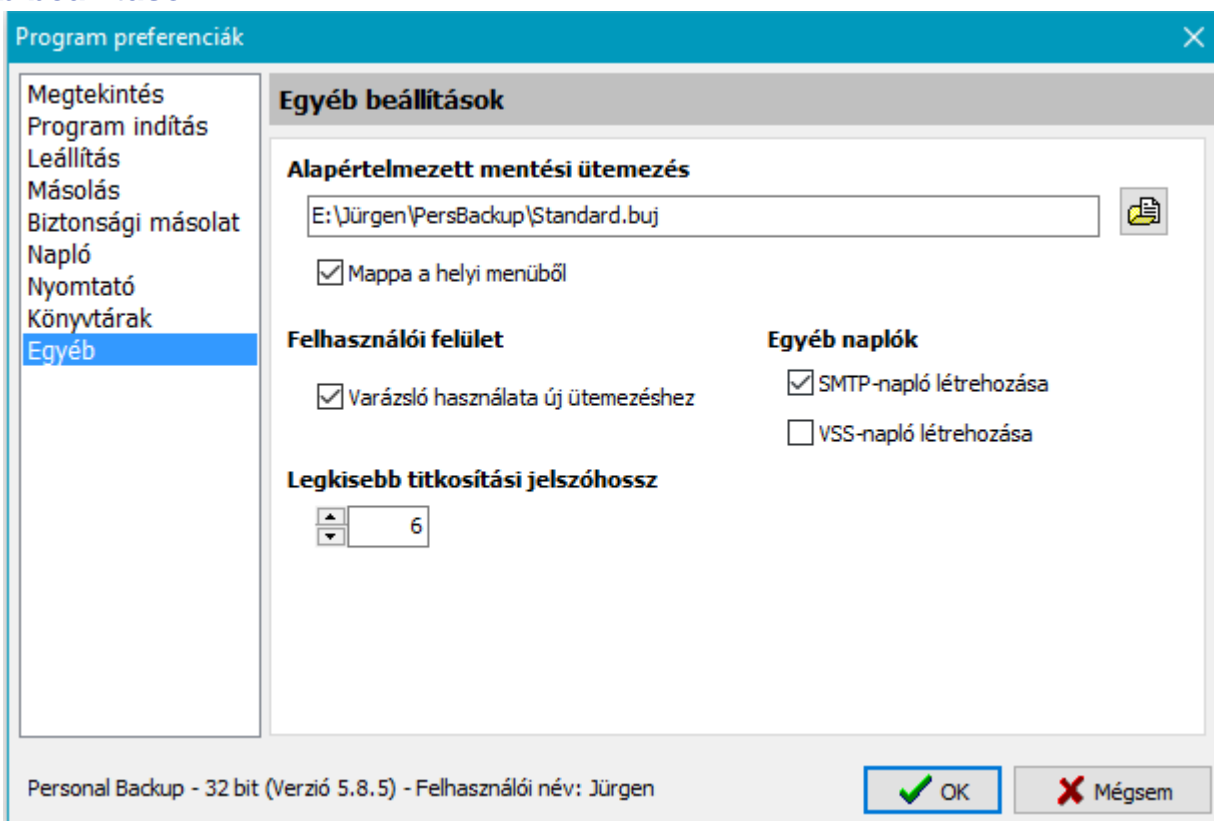 Program preferenciák
Megtekintés
Program indítás
Leállítás
Másolás
Biztonsági másolat
Napló
Nyomtató
Könyvtárak
Egyéb
Egyéb beállítások
Alapértelmezett mentési ütemezés
E:\Jürgen\PersBackup\Standard.buj
Mappa a helyi menüből
Felhasználói felület
Varázsló használata új ütemezéshez
Egyéb naplók
SMTP-napló létrehozása
VSS-napló létrehozása
Legkisebb titkosítási jelszóhossz
6
Personal Backup - 32 bit (Verzió 5.8.5) - Felhasználói név: Jürgen
OK
Mégsem